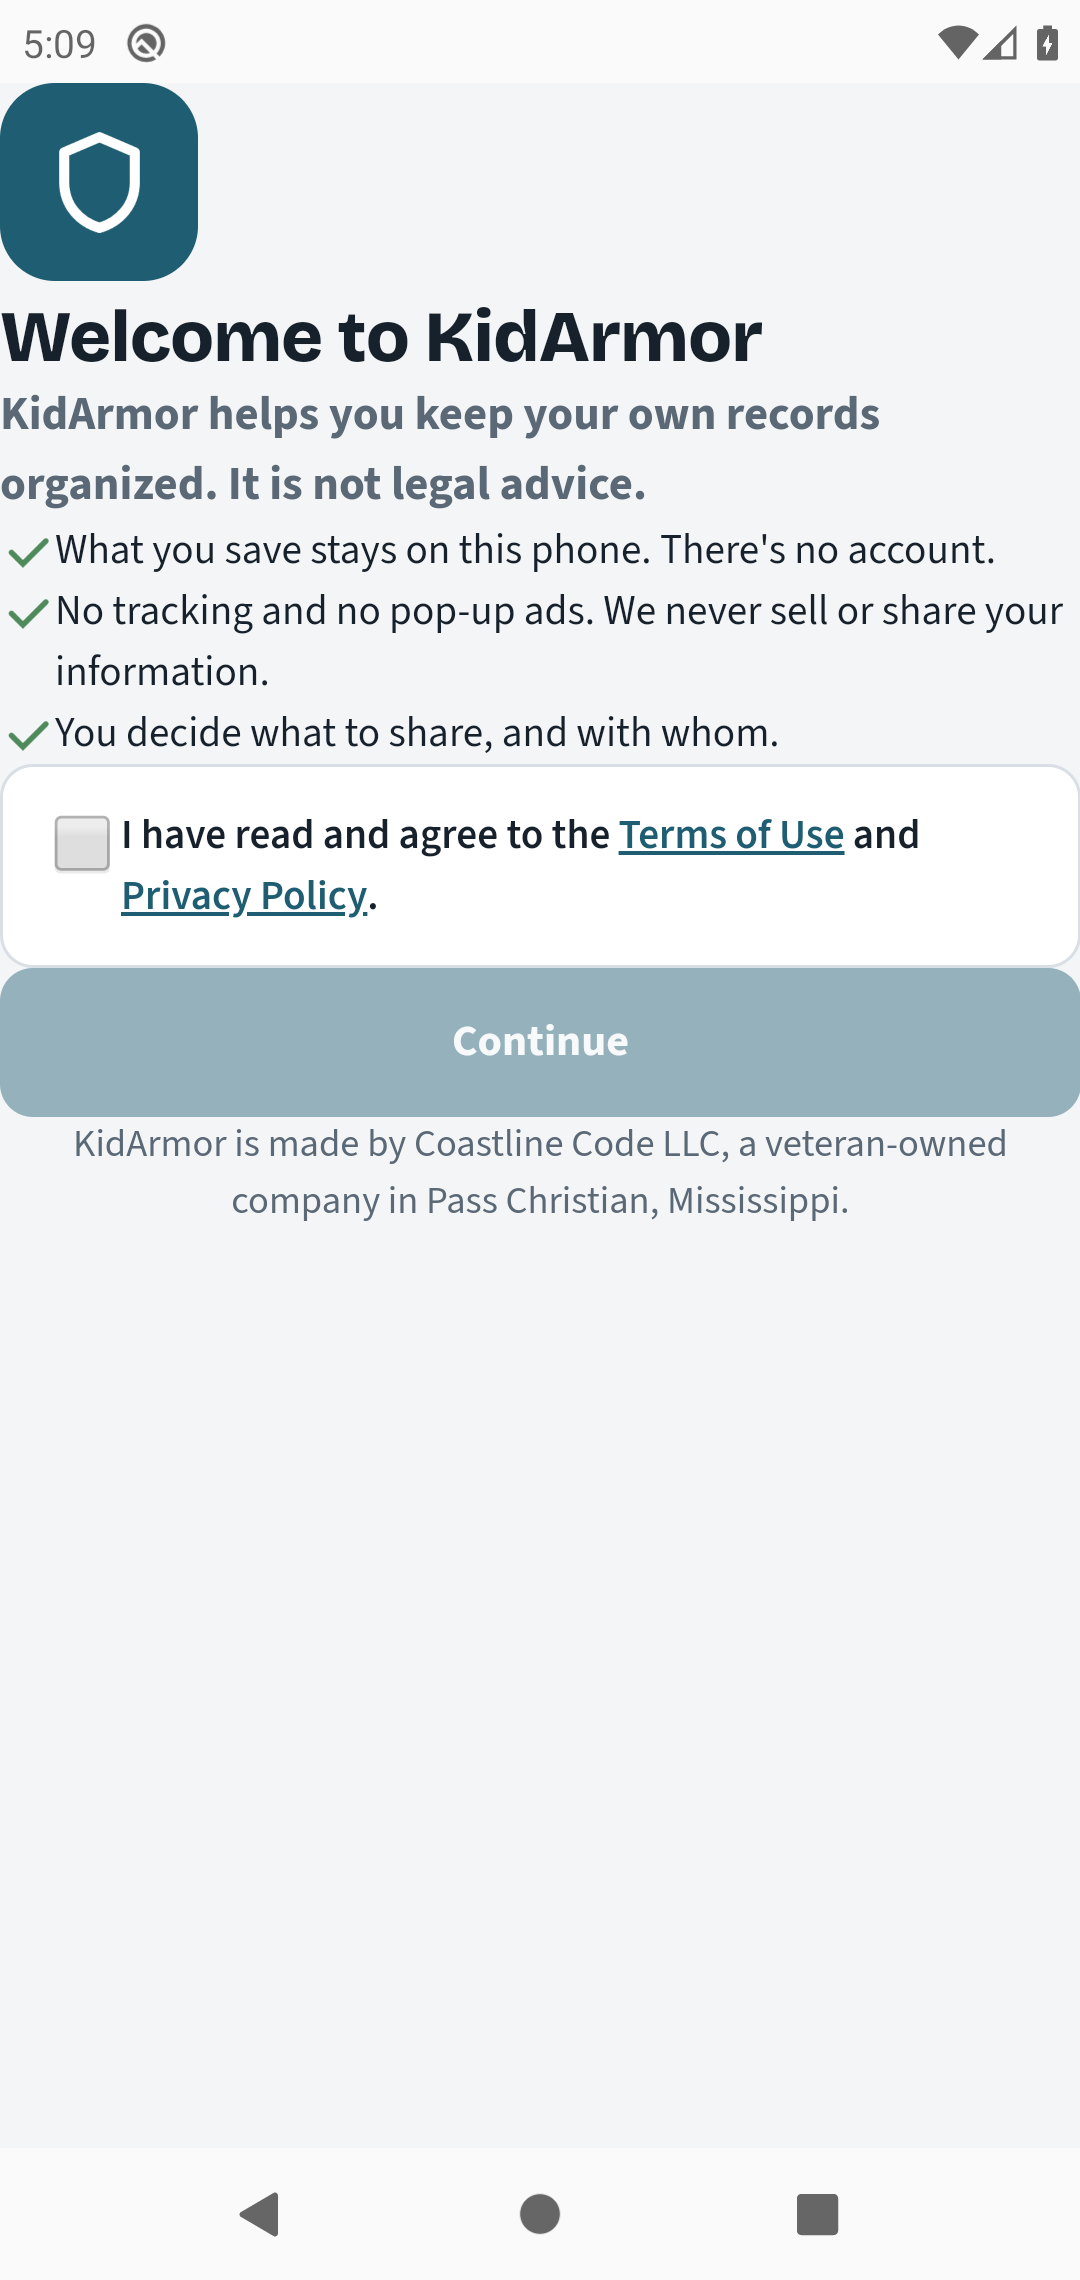 5:09
Welcome to KidArmor
KidArmor helps you keep your own records
organized. It is not legal advice.
What you save stays on this phone. There's no account.
No tracking and no pop-up ads. We never sell or share your
information.
You decide what to share, and with whom.
I have read and agree to the Terms of Use and
Privacy Policy.
Continue
KidArmor is made by Coastline Code LLC, a veteran-owned
company in Pass Christian, Mississippi.